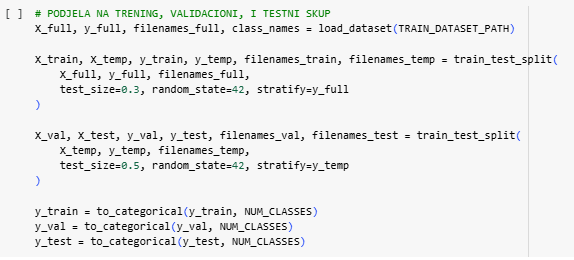 [ ] # PODJELA NA TRENING, VALIDACIONI, I TESTNI SKUP
X_full, y_full, filenames_full, class_names = load_dataset(TRAIN_DATASET_PATH)
X_train, X_temp, y_train, y_temp, filenames_train, filenames_temp = train_test_split(
X_full, y_full, filenames_full,
test_size=0.3, random_state=42, stratify=y_full
)
X_val, X_test, y_val, y_test, filenames_val, filenames_test = train_test_split(
X_temp, y_temp, filenames_temp,
test_size=0.5, random_state=42, stratify=y_temp
)
y_train = to_categorical(y_train, NUM_CLASSES)
y_val = to_categorical(y_val, NUM_CLASSES)
y_test = to_categorical(y_test, NUM_CLASSES)